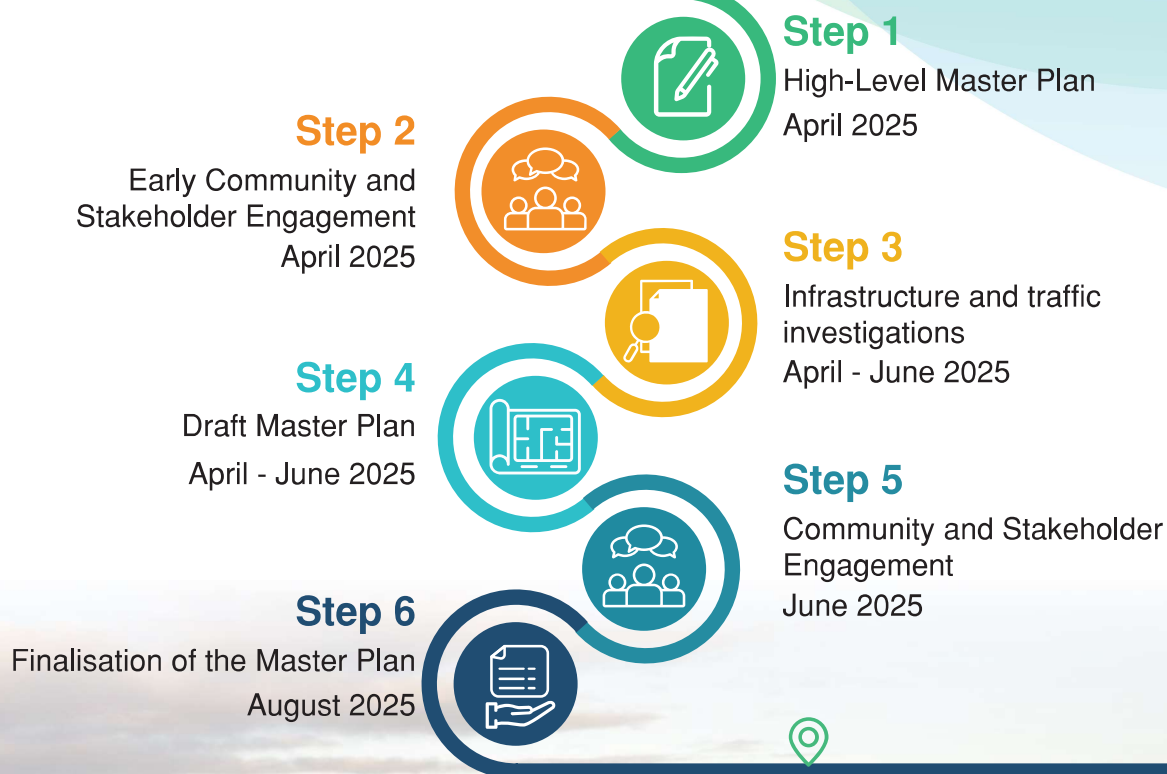 Step 1
High-Level Master Plan
April 2025
Step 2
Early Community and
Stakeholder Engagement
April 2025
Step 3
Infrastructure and traffic
investigations
April - June 2025
Step 4
Draft Master Plan
April - June 2025
Step 5
Community and Stakeholder
Engagement
June 2025
Step 6
Finalisation of the Master Plan
August 2025